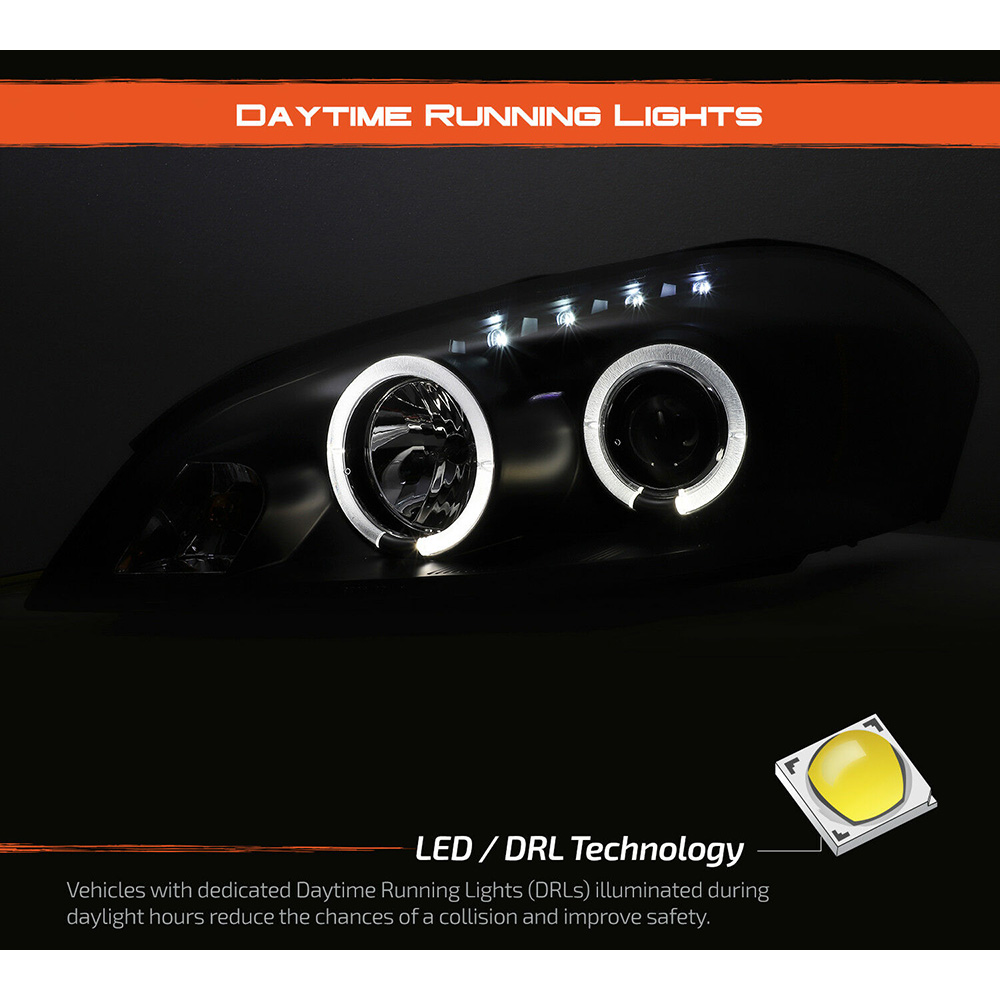 DAYTIME RUNNING LIGHTS
LED / DRL Technology
Vehicles with dedicated Daytime Running Lights (DRLs) illuminated during
daylight hours reduce the chances of a collision and improve safety.